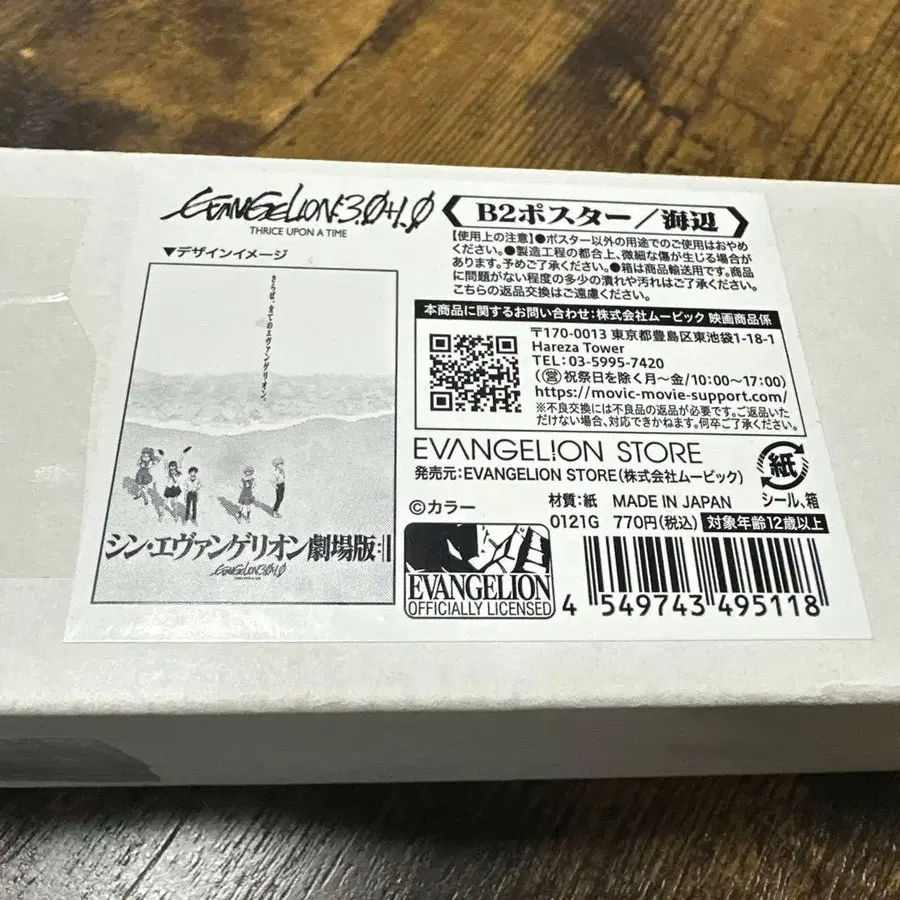 EVANGELION:3.0+1.0
THRICE UPON A TIME
▼デザインイメージ
さらば、全てのエヴァンゲリオン。
シン・エヴァンゲリオン劇場版:||
EVANGELION:3.0+1.0
THRICE UPON A TIME
B2ポスター/海辺
【使用上の注意】●ポスター以外の用途でのご使用はおやめ
ください。●製造工程の都合上、微細な傷が生じる場合が
あります。予めご了承ください。●箱は商品輸送用です。商品
に問題がない程度の多少の潰れや汚れはご了承ください。
こちらの返品交換はご遠慮ください。
本商品に関するお問い合わせ:株式会社ムービック 映画商品係
〒170-0013 東京都豊島区東池袋1-18-1
Hareza Tower
TEL:03-5995-7420
(営祝祭日を除く月～金/10:00～17:00)
https://movic-movie-support.com/
※不良交換には不良品の返品が必要です。ご返品いた
だけない場合、対応できかねます。何卒ご了承ください。
EVANGELION STORE
発売元:EVANGELION STORE(株式会社ムービック)
紙
シール、箱
©カラー
材質:紙 MADE IN JAPAN
0121G 770円(税込) 対象年齢12歳以上
EVANGELION
OFFICIALLY LICENSED
4 549743 495118